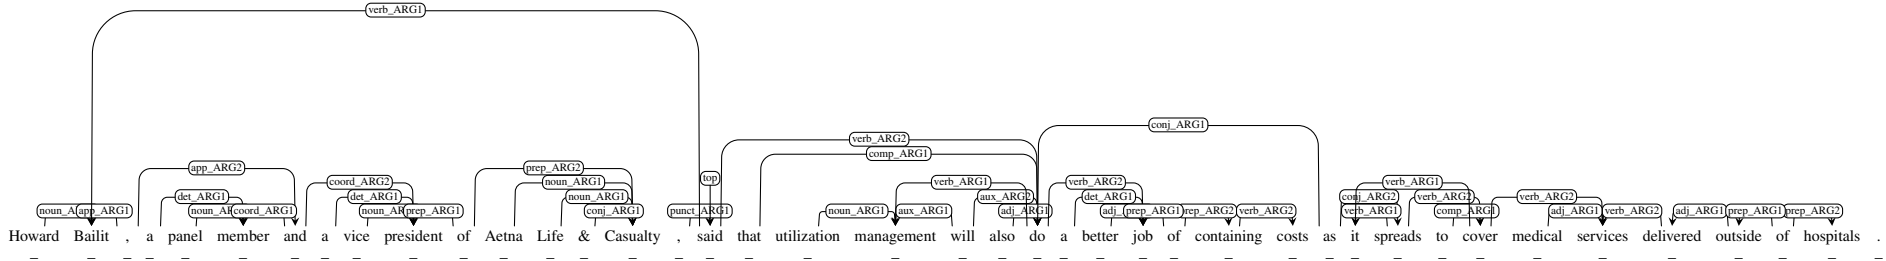 verb_ARG1
conj_ARG1
verb_ARG2
comp_ARG1
app_ARG2 prep_ARG2 top
coord_ARG2 noun_ARG1 verb_ARG1 verb_ARG2 verb_ARG1
det_ARG1 det_ARG1 noun_ARG1 aux_ARG2 det_ARG1 conj_ARG2 verb_ARG2 verb_ARG2
app_ARG1 coord_ARG1 prep_ARG1 conj_ARG1 punct_ARG1 noun_ARG1 aux_ARG1 adj_ARG1 prep_ARG1 verb_ARG2 verb_ARG1 comp_ARG1 adj_ARG1 verb_ARG2 adj_ARG1 prep_ARG1 prep_ARG2
Howard Bailit , a panel member and a vice president of Aetna Life & Casualty , said that utilization management will also do a better job of containing costs as it spreads to cover medical services delivered outside of hospitals .